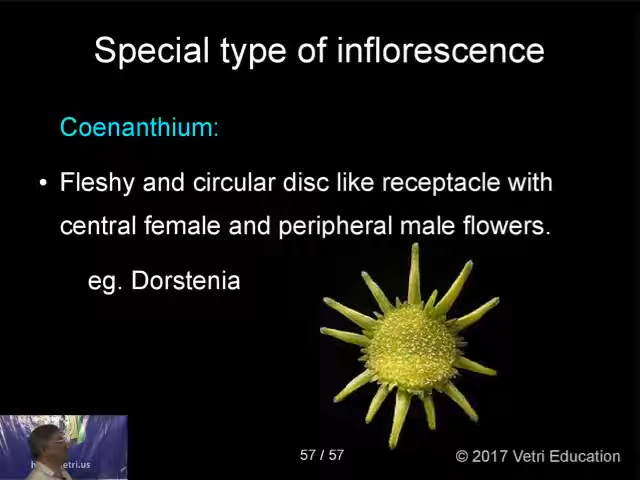 Special type of inflorescence
Coenanthium:
• Fleshy and circular disc like receptacle with
central female and peripheral male flowers.
eg. Dorstenia
57 / 57
© 2017 Vetri Education